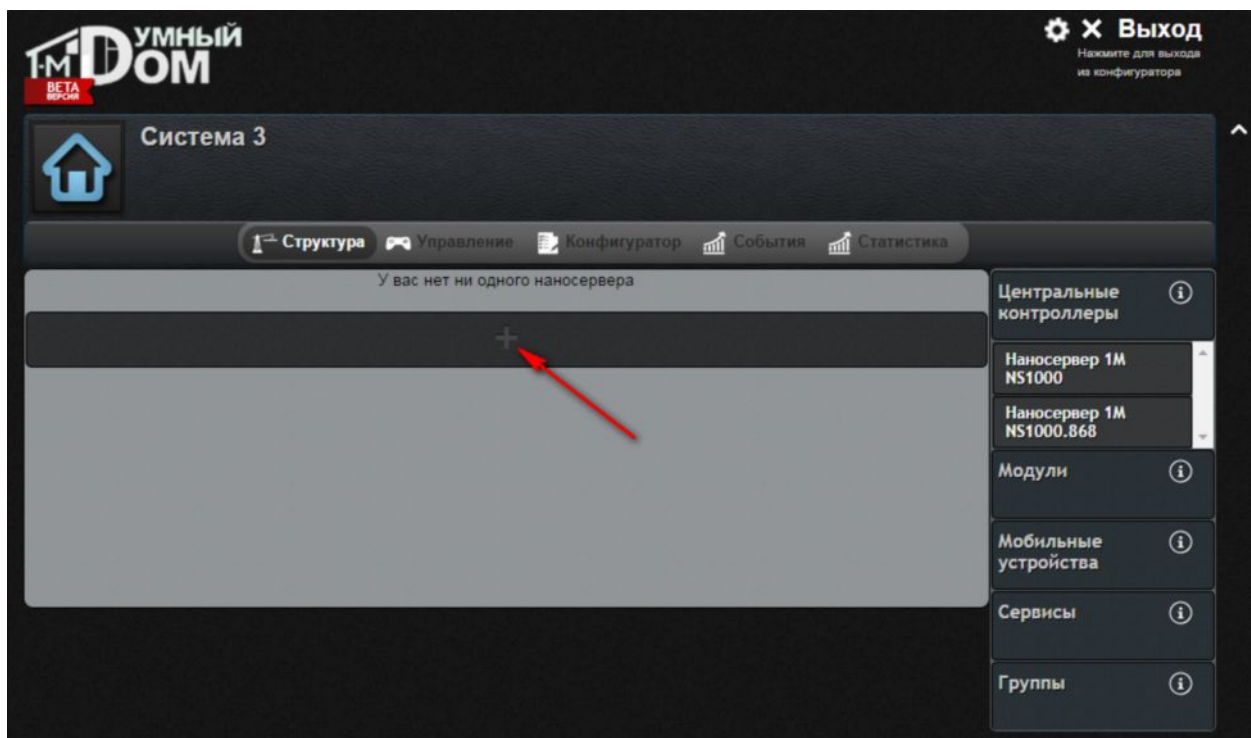 1-М УМНЫЙ
ДОМ
BETA
ВЕРСИЯ
Выход
Нажмите для выхода
из конфигуратора
Система 3
Структура Управление Конфигуратор События Статистика
У вас нет ни одного наносервера
Центральные
контроллеры
Наносервер 1М
NS1000
Наносервер 1М
NS1000.868
Модули
Мобильные
устройства
Сервисы
Группы